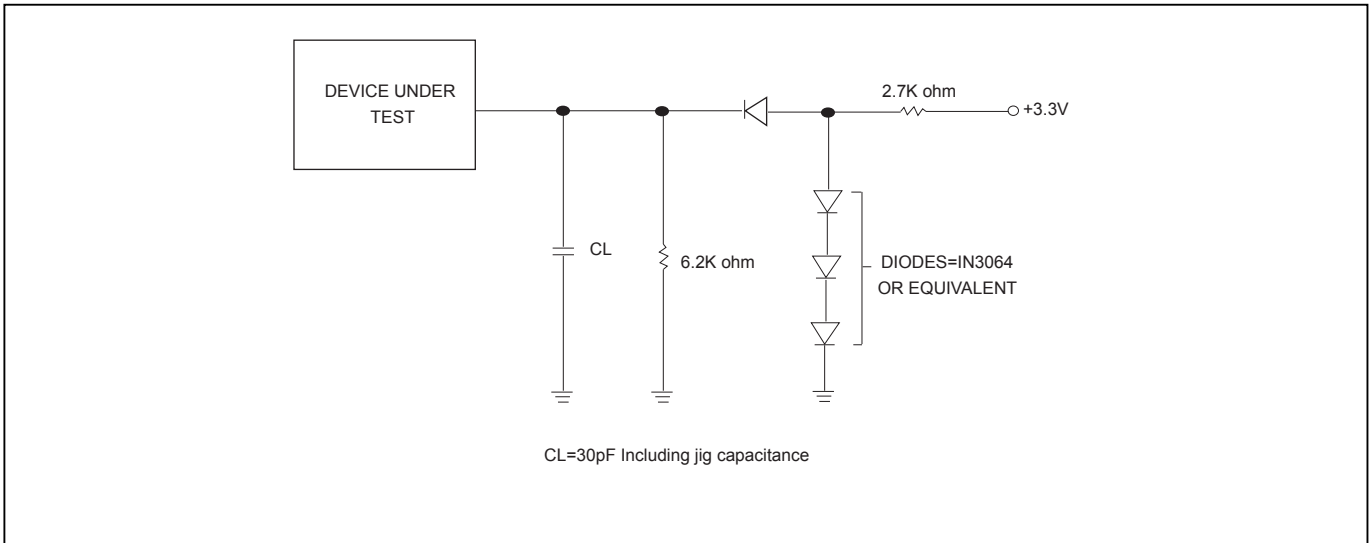 DEVICE UNDER
TEST
2.7K ohm
+3.3V
CL
6.2K ohm
DIODES=IN3064
OR EQUIVALENT
CL=30pF Including jig capacitance